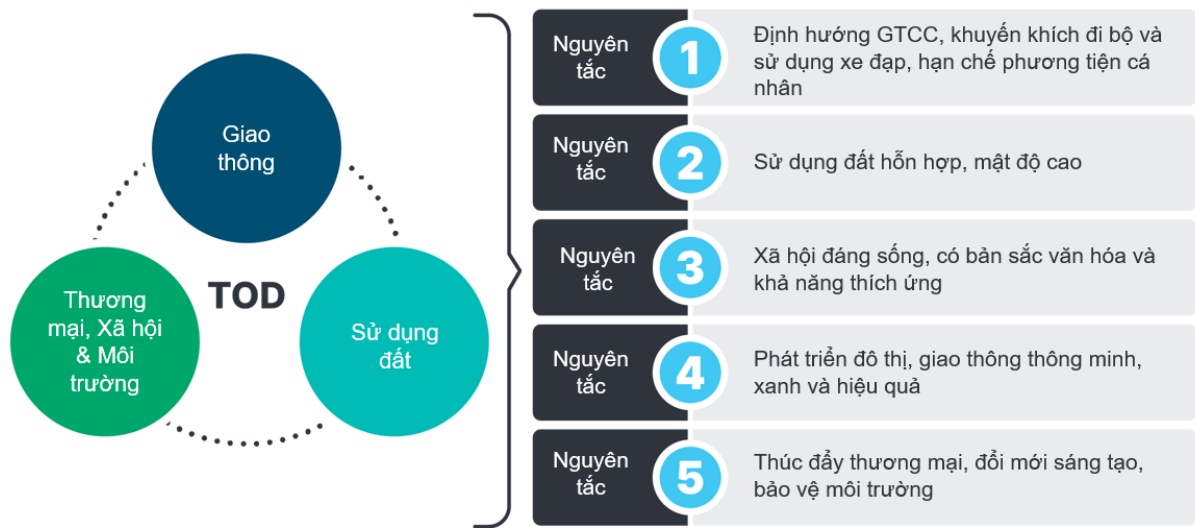 Giao
thông
Thương
mại, Xã hội
& Môi
trường
TOD
Sử dụng
đất
Nguyên
tắc
1
Định hướng GTCC, khuyến khích đi bộ và
sử dụng xe đạp, hạn chế phương tiện cá
nhân
Nguyên
tắc
2
Sử dụng đất hỗn hợp, mật độ cao
Nguyên
tắc
3
Xã hội đáng sống, có bản sắc văn hóa và
khả năng thích ứng
Nguyên
tắc
4
Phát triển đô thị, giao thông thông minh,
xanh và hiệu quả
Nguyên
tắc
5
Thúc đẩy thương mại, đổi mới sáng tạo,
bảo vệ môi trường